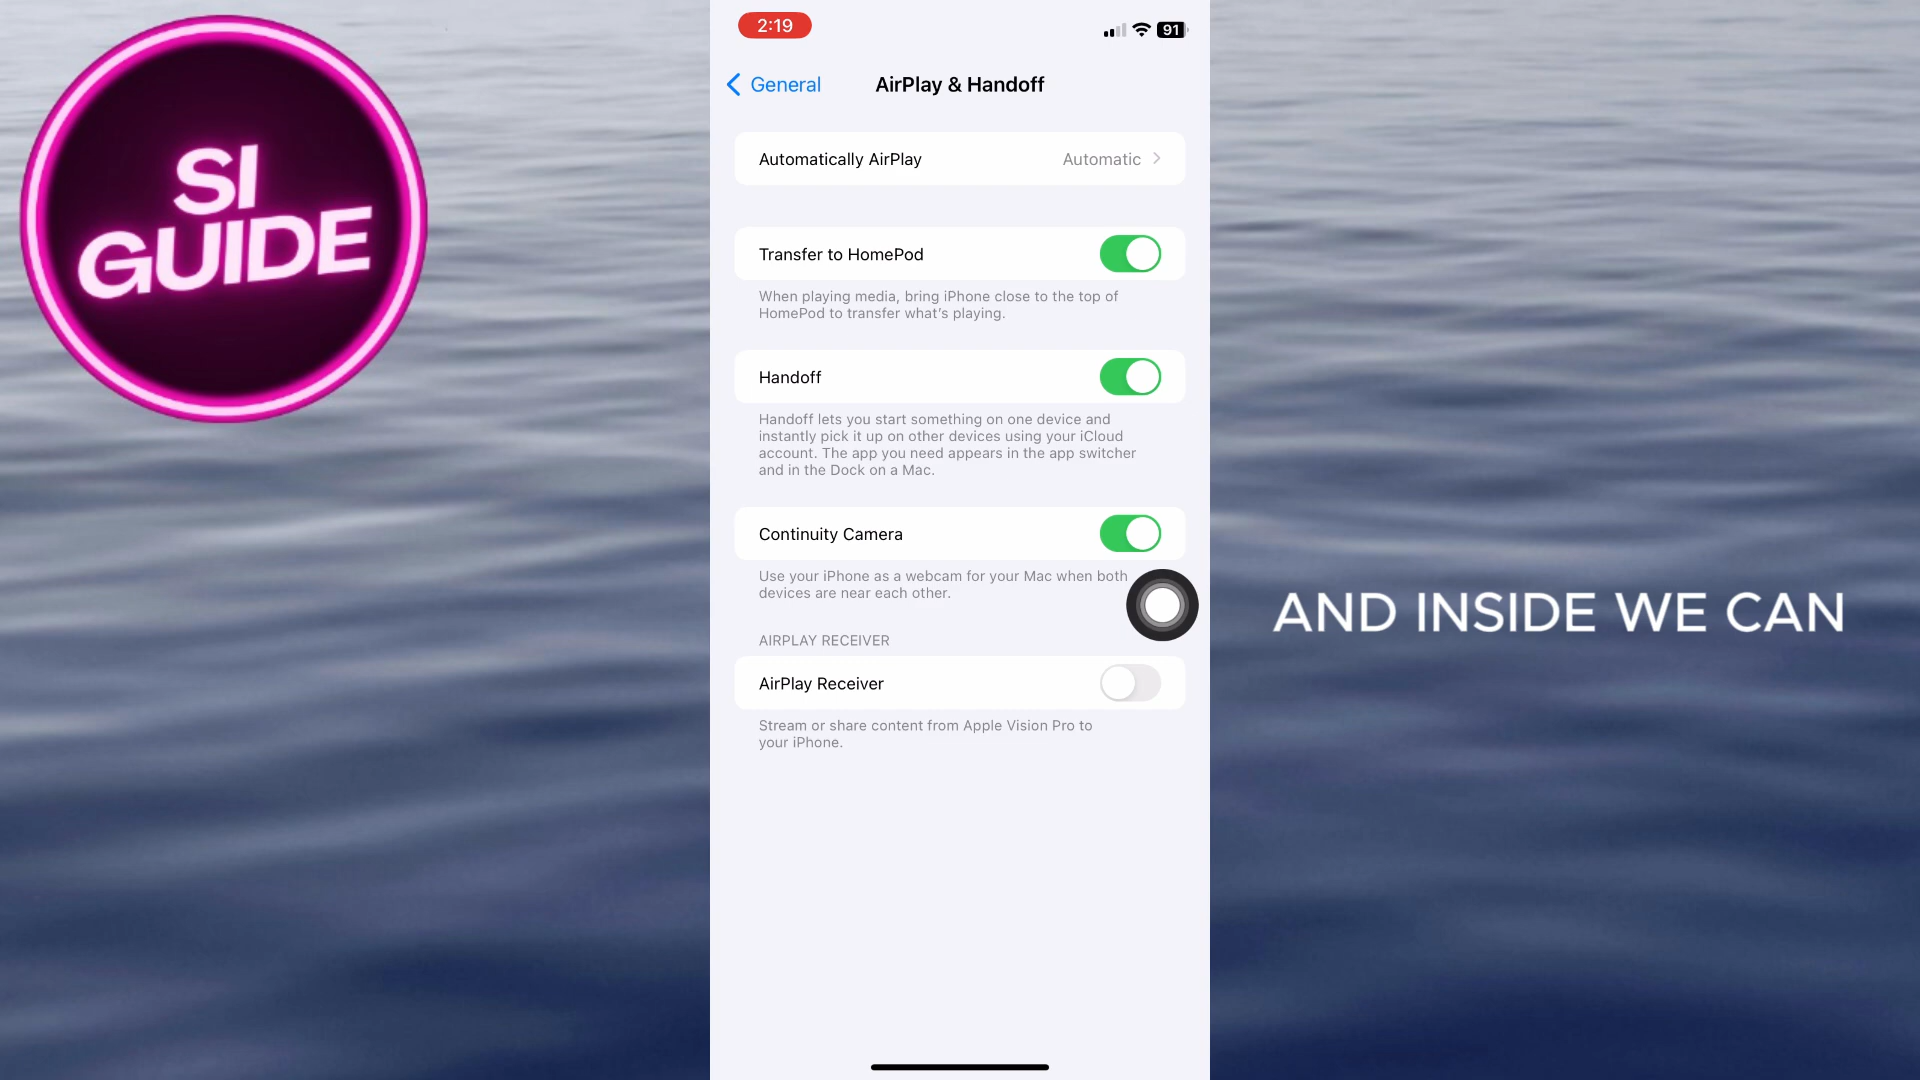 SI
GUIDE
2:19
91
General
AirPlay & Handoff
Automatically AirPlay Automatic
Transfer to HomePod
When playing media, bring iPhone close to the top of
HomePod to transfer what's playing.
Handoff
Handoff lets you start something on one device and
instantly pick it up on other devices using your iCloud
account. The app you need appears in the app switcher
and in the Dock on a Mac.
Continuity Camera
Use your iPhone as a webcam for your Mac when both
devices are near each other.
AIRPLAY RECEIVER
AirPlay Receiver
Stream or share content from Apple Vision Pro to
your iPhone.
AND INSIDE WE CAN